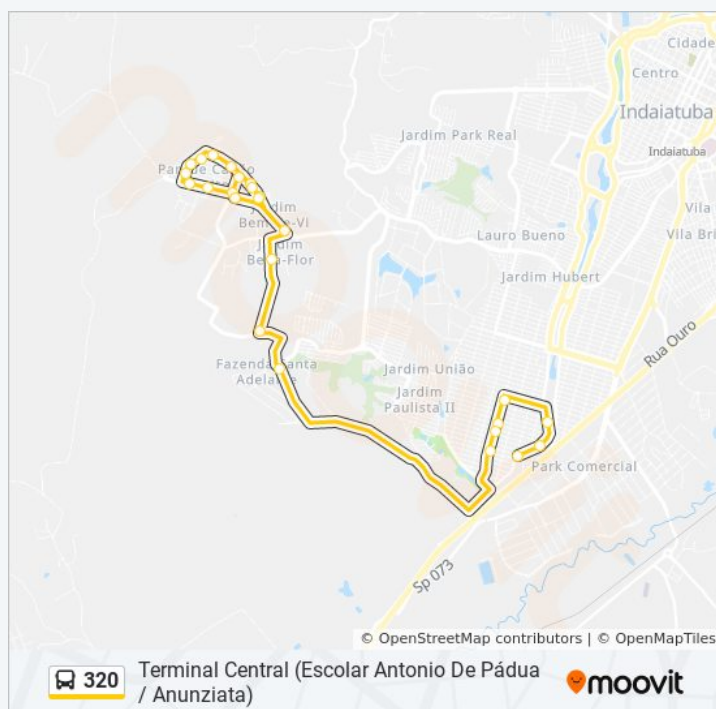 Cidade
Centro
Indaiatuba
Jardim Park Real
Indaiatuba
Vila
Vila Bri
Lauro Bueno
Jardim Hubert
Jardim
Flor
Rua Ouro
Fazenda Santa
Jardim União
Jardim
Paulista II
Park Comercial
Sp 073
© OpenStreetMap contributors | © OpenMapTiles
320
Terminal Central (Escolar Antonio De Pádua
/ Anunziata)
moovit